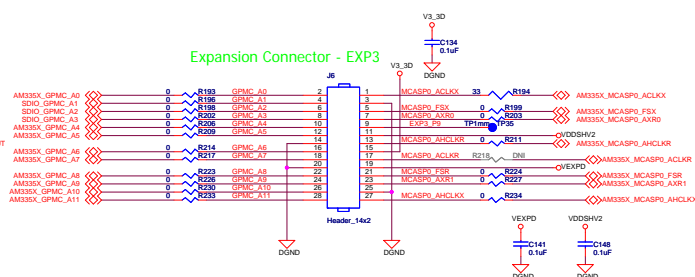 V3_3D
C134
0.1uF
DGND
Expansion Connector - EXP3
V3_3D
J6
AM335X_GPMC_A0 0 R193 GPMC_A0 2 1 MCASP0_ACLKX 33 R194 AM335X_MCASP0_ACLKX
SDIO_GPMC_A1 0 R196 GPMC_A1 4 3
SDIO_GPMC_A2 0 R198 GPMC_A2 6 5 MCASP0_FSX 0 R199 AM335X_MCASP0_FSX
SDIO_GPMC_A3 0 R202 GPMC_A3 8 7 MCASP0_AXR0 0 R203 AM335X_MCASP0_AXR0
AM335X_GPMC_A4 0 R206 GPMC_A4 10 9 EXP3_P9 TP1mm TP35
AM335X_GPMC_A5 0 R209 GPMC_A5 12 11 VDDSHV2
14 13 MCASP0_AHCLKR 0 R211 AM335X_MCASP0_AHCLKR
AM335X_GPMC_A6 0 R214 GPMC_A6 16 15
AM335X_GPMC_A7 0 R217 GPMC_A7 18 17 MCASP0_ACLKR R218 DNI AM335X_MCASP0_ACLKR
20 19 VEXPD
AM335X_GPMC_A8 0 R223 GPMC_A8 22 21 MCASP0_FSR 0 R224 AM335X_MCASP0_FSR
AM335X_GPMC_A9 0 R226 GPMC_A9 24 23 MCASP0_AXR1 0 R227 AM335X_MCASP0_AXR1
AM335X_GPMC_A10 0 R230 GPMC_A10 26 25
AM335X_GPMC_A11 0 R233 GPMC_A11 28 27 MCASP0_AHCLKX 0 R234 AM335X_MCASP0_AHCLKX
Header_14x2
DGND
DGND
VEXPD
C141
0.1uF
DGND
VDDSHV2
C148
0.1uF
DGND